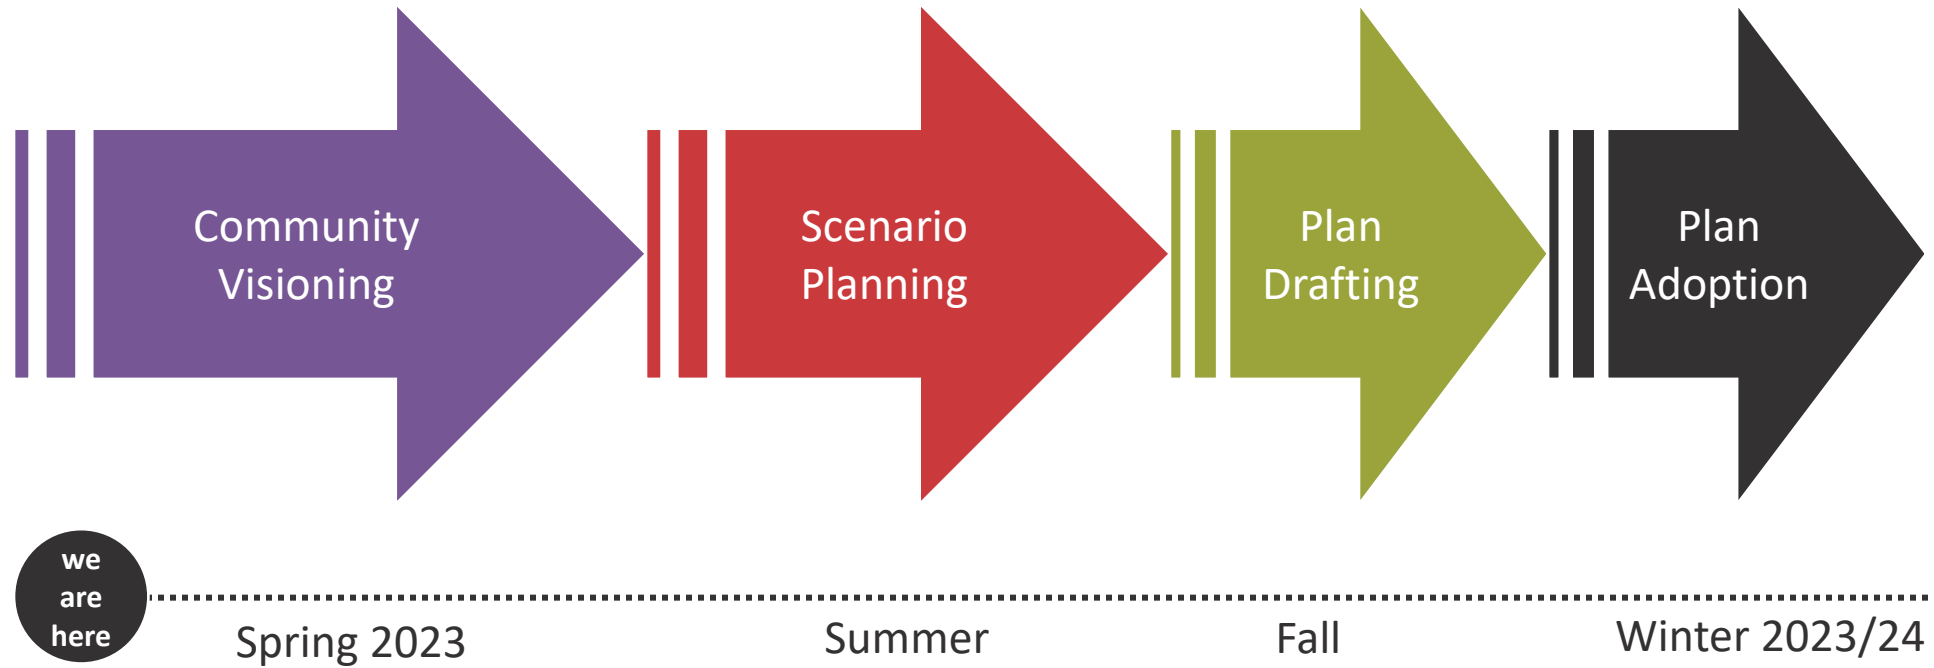 Community
Visioning
Scenario
Planning
Plan
Drafting
Plan
Adoption
we
are
here
Spring 2023
Summer
Fall
Winter 2023/24